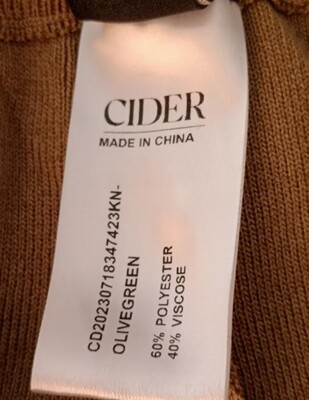 CIDER
MADE IN CHINA
CD20230718347423KN-
OLIVEGREEN
60% POLYESTER
40% VISCOSE